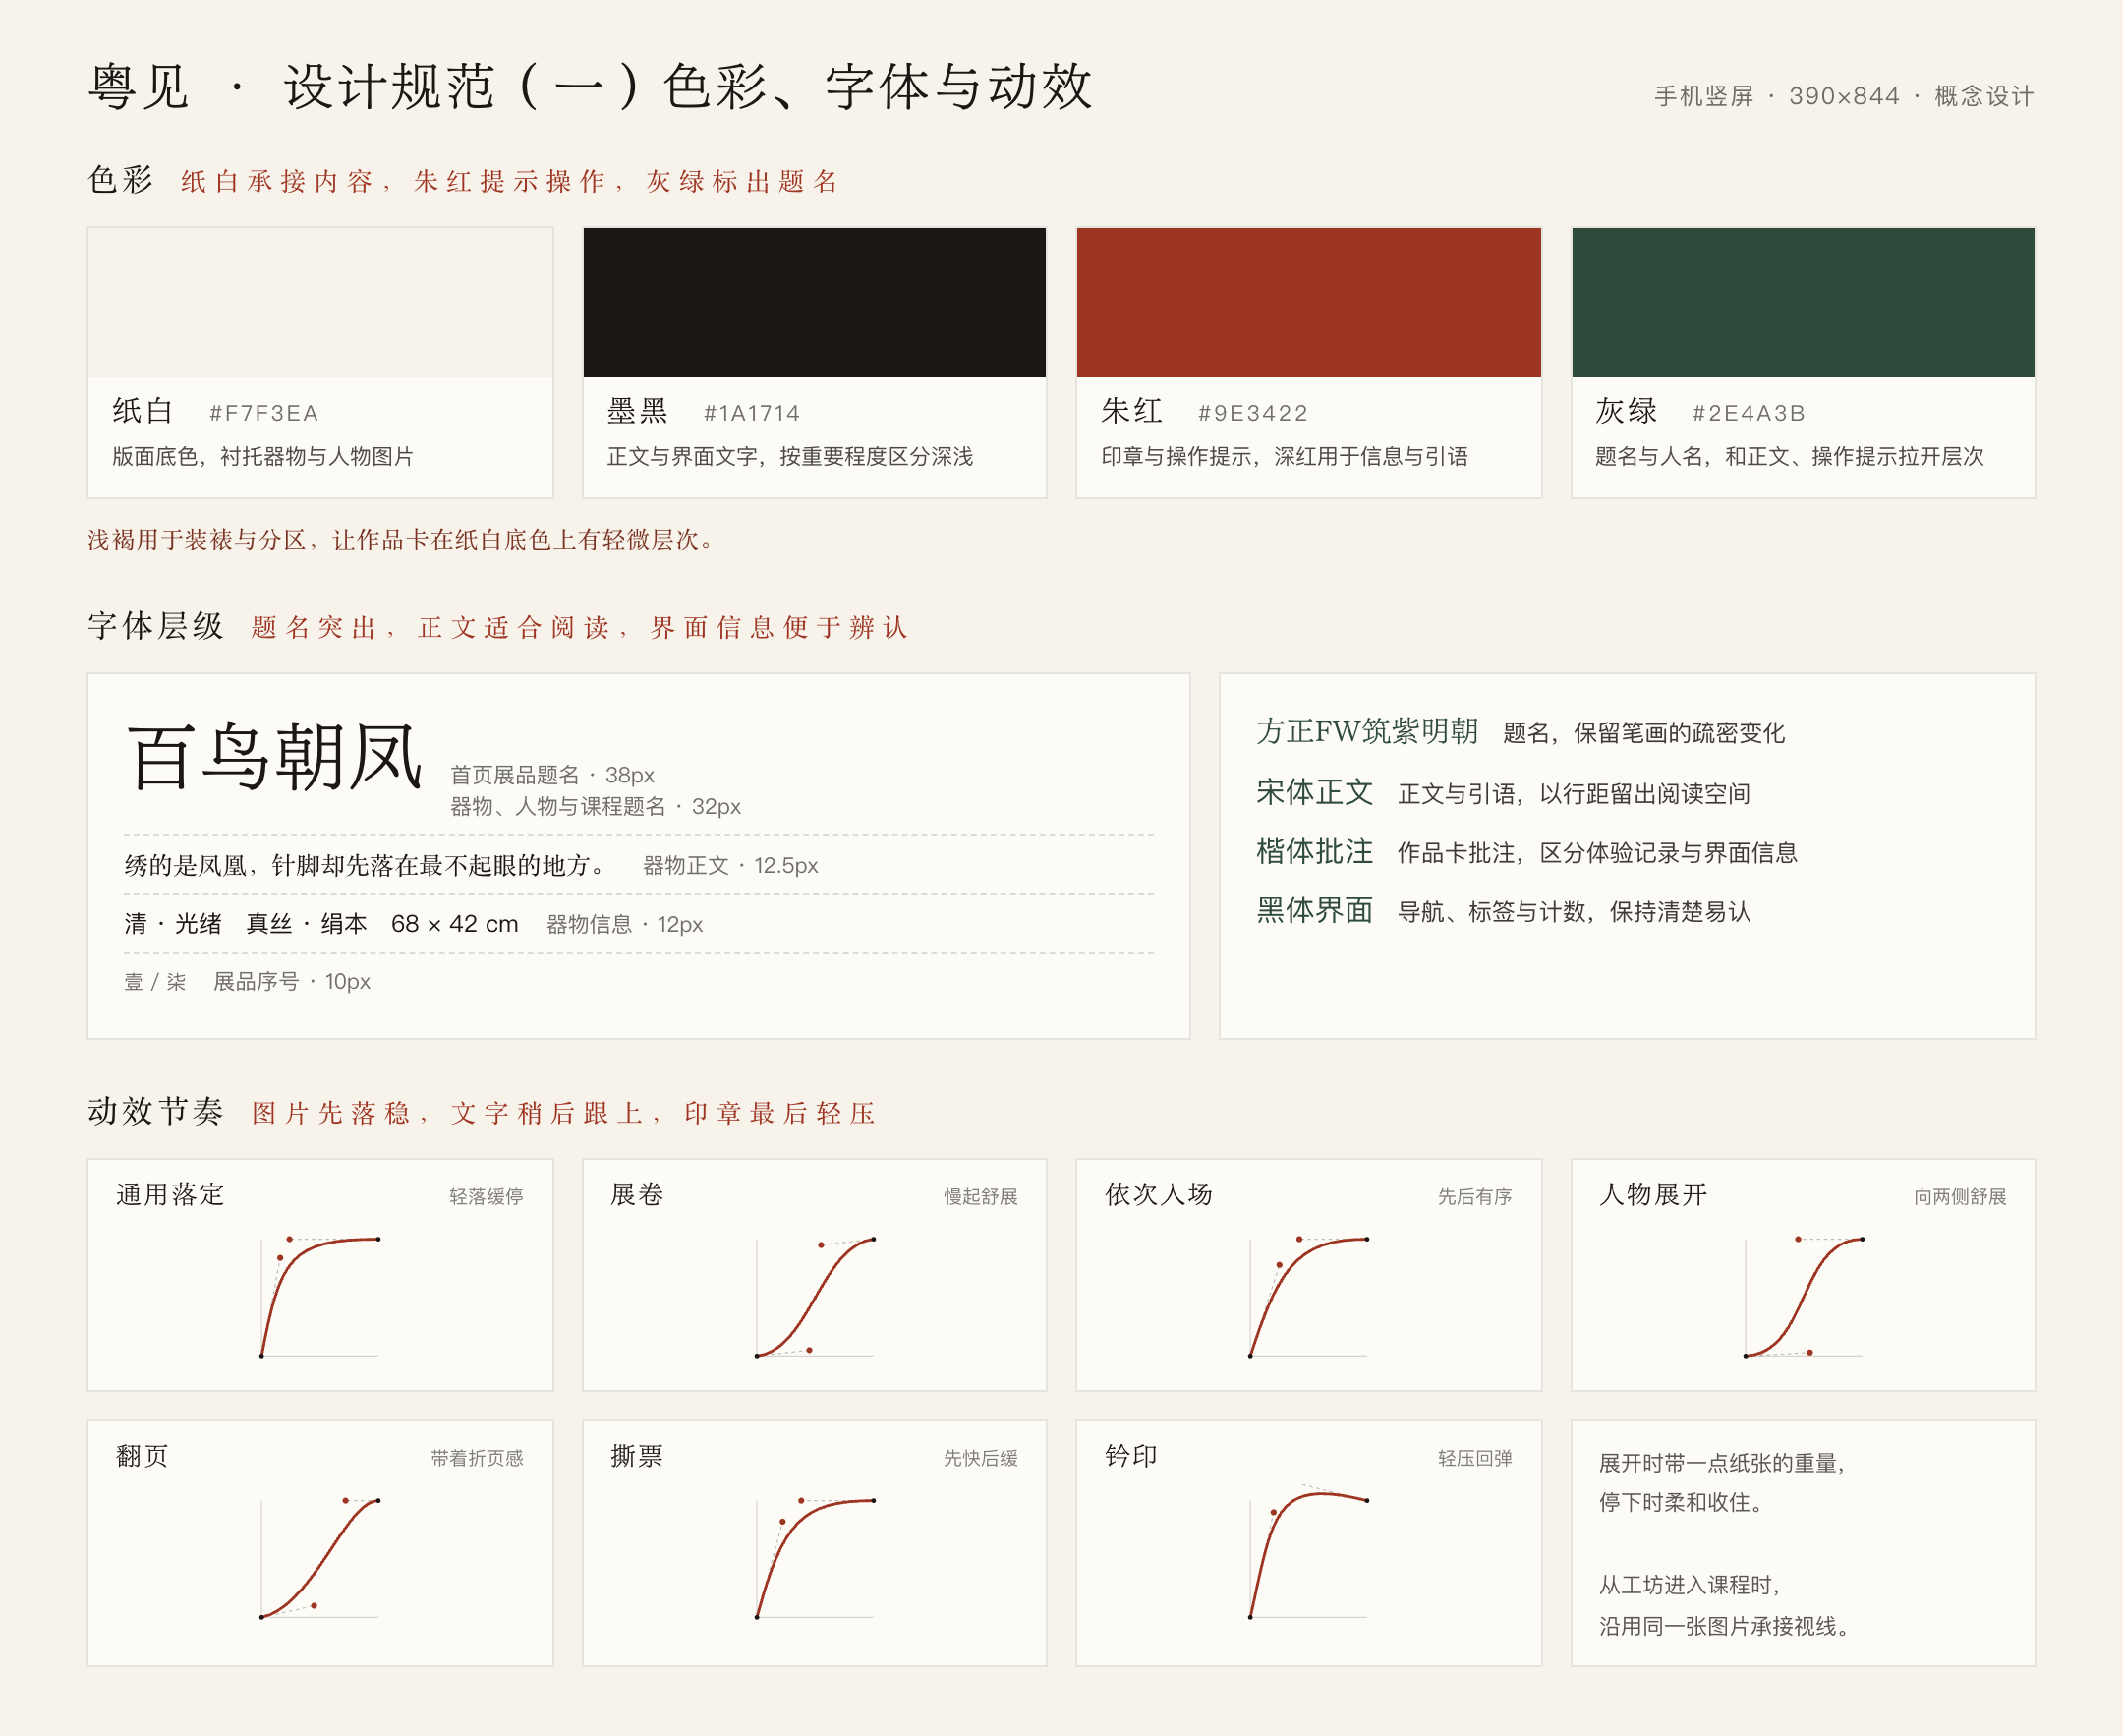 粤见 · 设计规范（一）色彩、字体与动效
手机竖屏 · 390×844 · 概念设计
色彩 纸白承接内容，朱红提示操作，灰绿标出题名
纸白 #F7F3EA
版面底色，衬托器物与人物图片
墨黑 #1A1714
正文与界面文字，按重要程度区分深浅
朱红 #9E3422
印章与操作提示，深红用于信息与引语
灰绿 #2E4A3B
题名与人名，和正文、操作提示拉开层次
浅褐用于装裱与分区，让作品卡在纸白底色上有轻微层次。
字体层级 题名突出，正文适合阅读，界面信息便于辨认
百鸟朝凤
首页展品题名 · 38px
器物、人物与课程题名 · 32px
绣的是凤凰，针脚却先落在最不起眼的地方。 器物正文 · 12.5px
清 · 光绪 真丝 · 绢本 68 × 42 cm 器物信息 · 12px
壹 / 柒 展品序号 · 10px
方正FW筑紫明朝 题名，保留笔画的疏密变化
宋体正文 正文与引语，以行距留出阅读空间
楷体批注 作品卡批注，区分体验记录与界面信息
黑体界面 导航、标签与计数，保持清楚易认
动效节奏 图片先落稳，文字稍后跟上，印章最后轻压
通用落定 轻落缓停
展卷 慢起舒展
依次入场 先后有序
人物展开 向两侧舒展
翻页 带着折页感
撕票 先快后缓
钤印 轻压回弹
展开时带一点纸张的重量，
停下时柔和收住。
从工坊进入课程时，
沿用同一张图片承接视线。